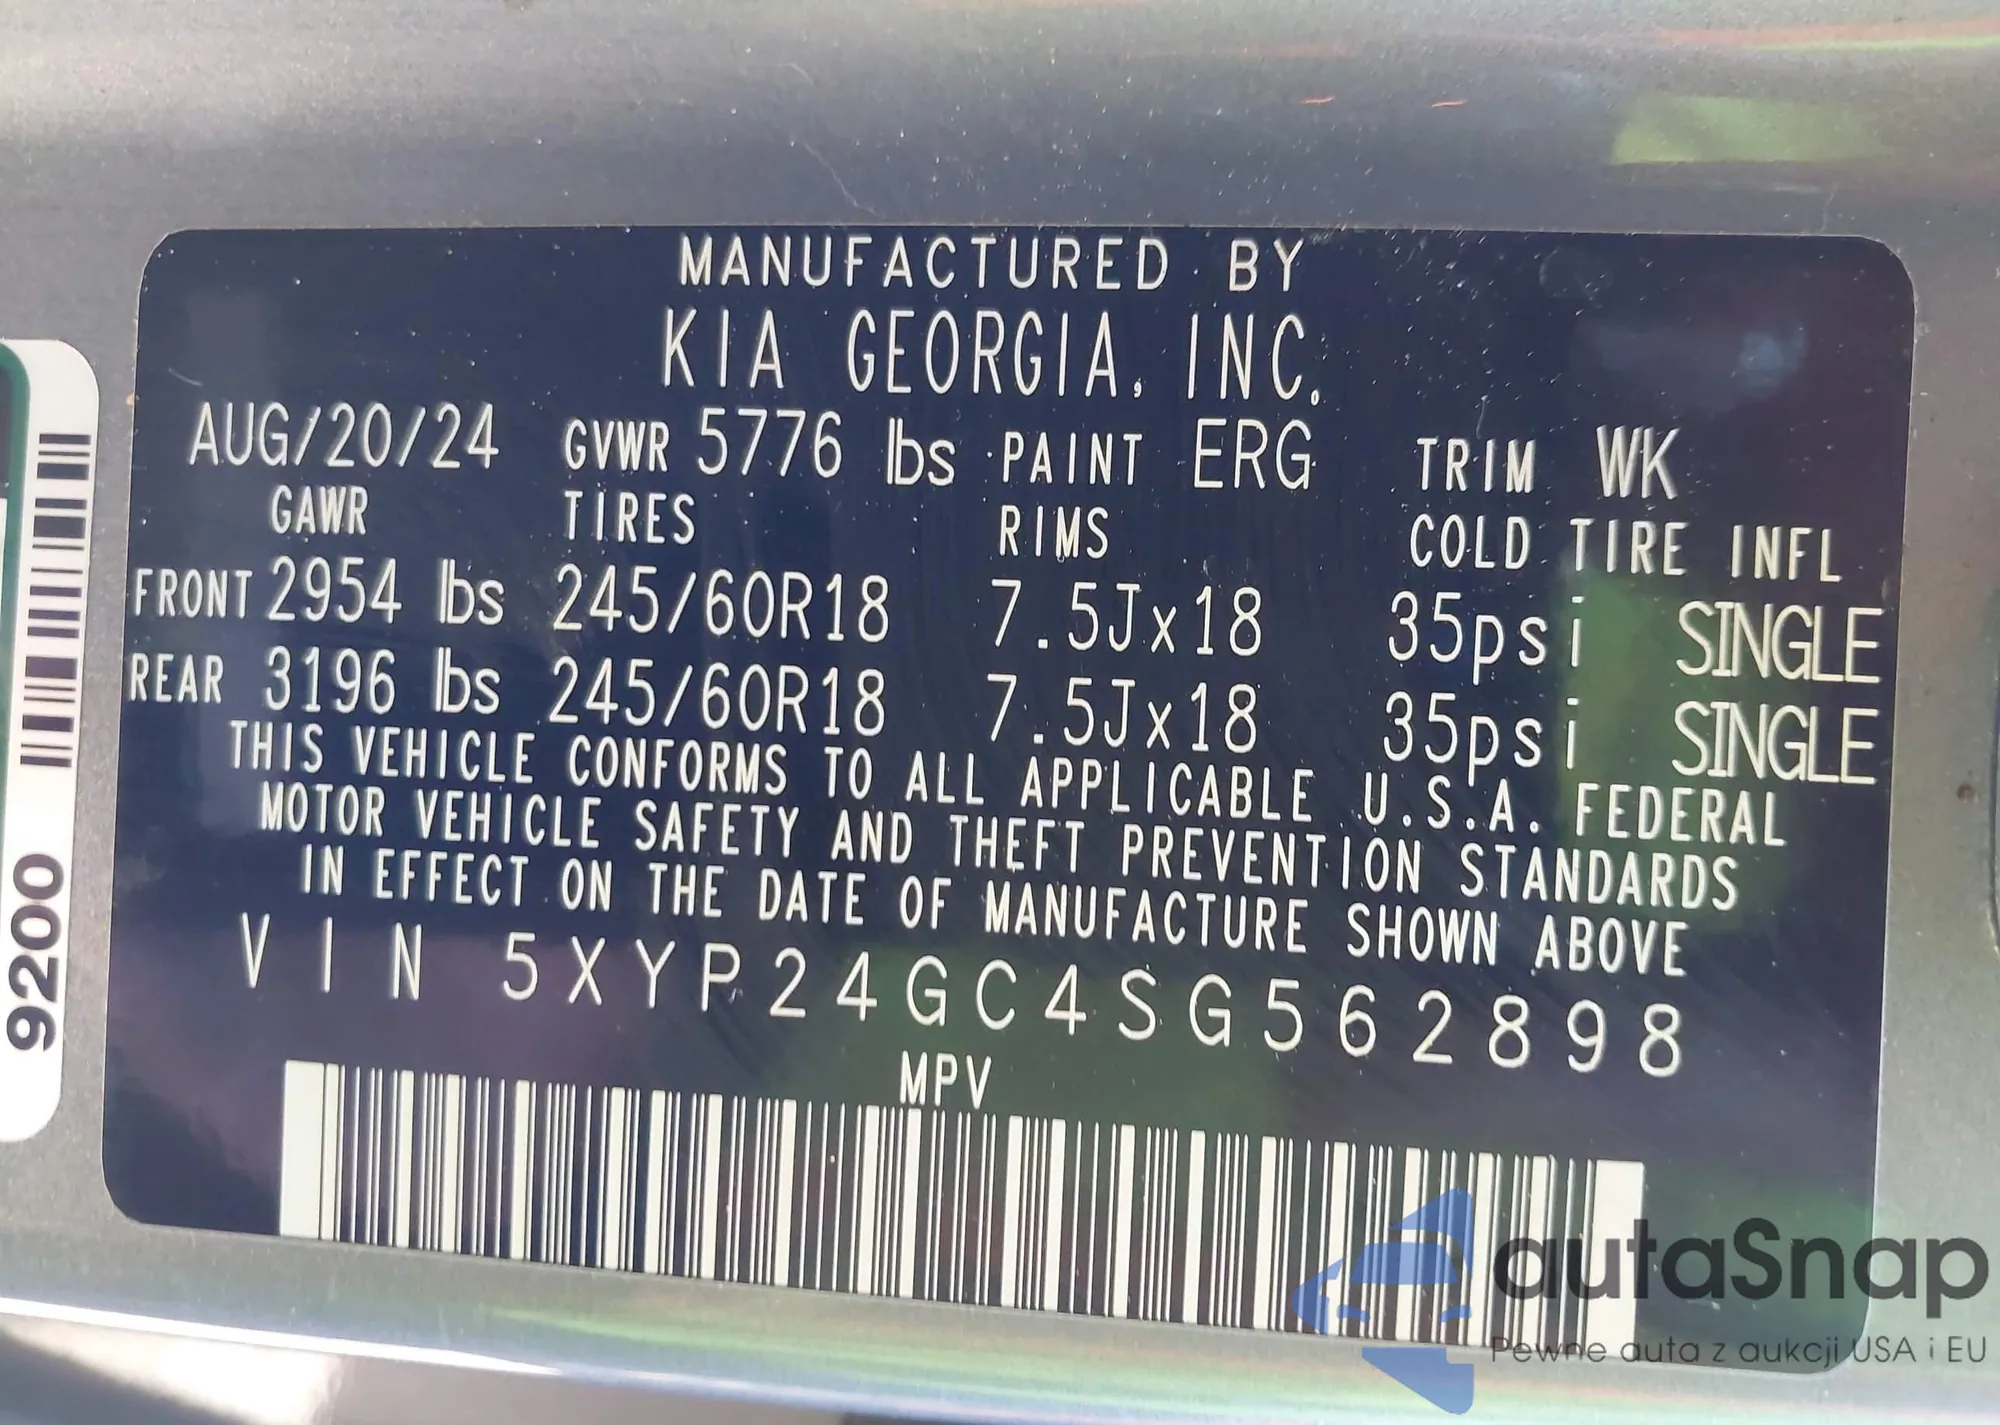 MANUFACTURED BY
KIA GEORGIA, INC.
AUG/20/24 GVWR 5776 lbs PAINT ERG TRIM WK
GAWR TIRES RIMS COLD TIRE INFL
FRONT 2954 lbs 245/60R18 7.5Jx18 35psi SINGLE
REAR 3196 lbs 245/60R18 7.5Jx18 35psi SINGLE
THIS VEHICLE CONFORMS TO ALL APPLICABLE U.S.A. FEDERAL
MOTOR VEHICLE SAFETY AND THEFT PREVENTION STANDARDS
IN EFFECT ON THE DATE OF MANUFACTURE SHOWN ABOVE
VIN 5XYP24GC4SG562898
MPV
9200
autaSnap
Pewne auta z aukcji USA i EU